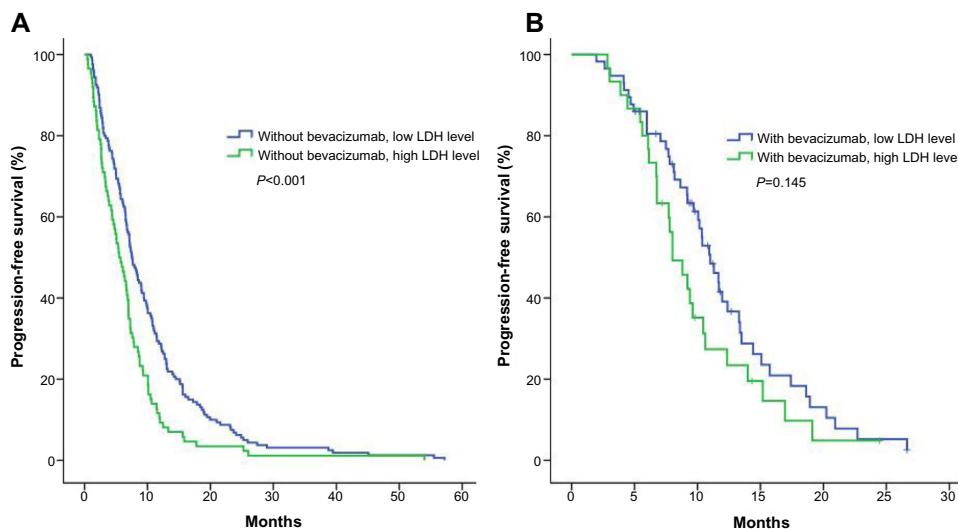 A
100
80
60
40
20
0
Progression-free survival (%)
Without bevacizumab, low LDH level
Without bevacizumab, high LDH level
P<0.001
0 10 20 30 40 50 60
Months
B
100
80
60
40
20
0
Progression-free survival (%)
With bevacizumab, low LDH level
With bevacizumab, high LDH level
P=0.145
0 5 10 15 20 25 30
Months